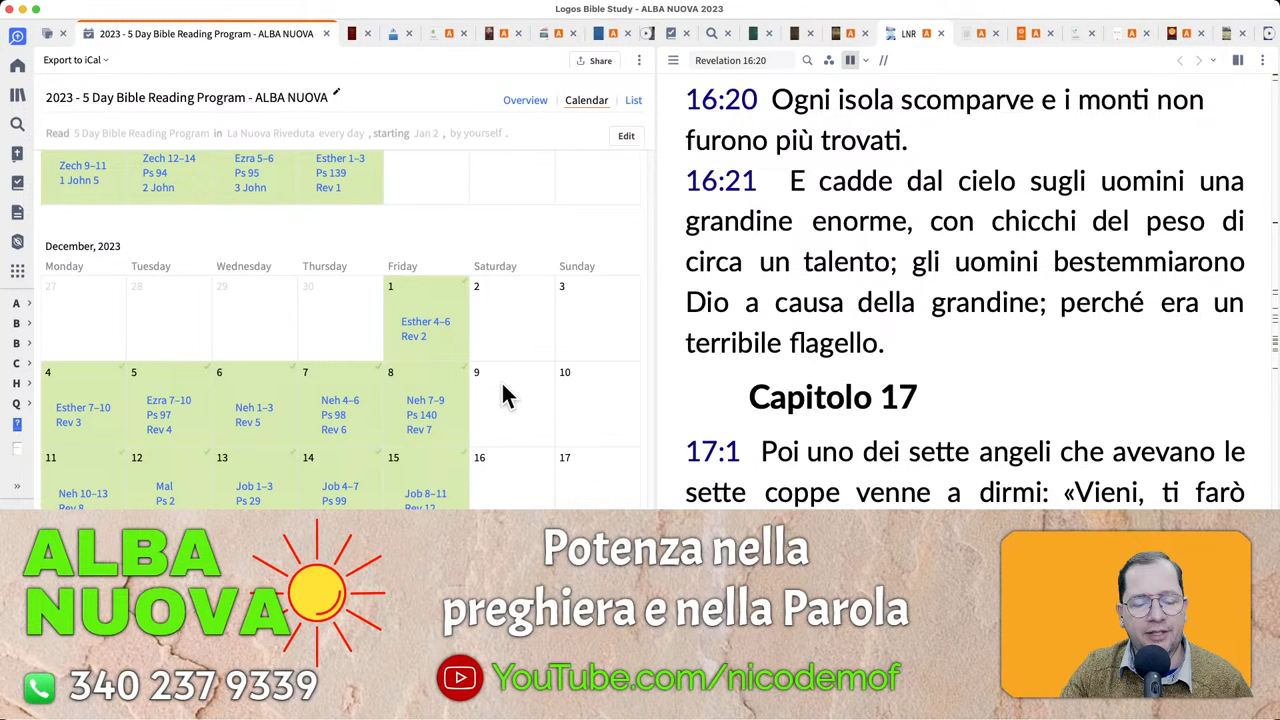 Logos Bible Study - ALBA NUOVA 2023
2023 - 5 Day Bible Reading Program - ALBA NUOVA
LNR
Export to iCal
Share
Revelation 16:20
2023 - 5 Day Bible Reading Program - ALBA NUOVA
Overview Calendar List
Read 5 Day Bible Reading Program in La Nuova Riveduta every day , starting Jan 2 , by yourself .
Edit
Zech 9–11
1 John 5
Zech 12–14
Ps 94
2 John
Ezra 5–6
Ps 95
3 John
Esther 1–3
Ps 139
Rev 1
December, 2023
Monday Tuesday Wednesday Thursday Friday Saturday Sunday
27 28 29 30 1 2 3
Esther 4–6
Rev 2
4 5 6 7 8 9 10
Esther 7–10
Rev 3
Ezra 7–10
Ps 97
Rev 4
Neh 1–3
Rev 5
Neh 4–6
Ps 98
Rev 6
Neh 7–9
Ps 140
Rev 7
11 12 13 14 15 16 17
Neh 10–13
Rev 8
Mal
Ps 2
Job 1–3
Ps 29
Job 4–7
Ps 99
Job 8–11
Rev 12
A
B
B
C
H
Q
?
16:20 Ogni isola scomparve e i monti non
furono più trovati.
16:21 E cadde dal cielo sugli uomini una
grandine enorme, con chicchi del peso di
circa un talento; gli uomini bestemmiarono
Dio a causa della grandine; perché era un
terribile flagello.
Capitolo 17
17:1 Poi uno dei sette angeli che avevano le
sette coppe venne a dirmi: «Vieni, ti farò
ALBA
NUOVA
340 237 9339
Potenza nella
preghiera e nella Parola
YouTube.com/nicodemof